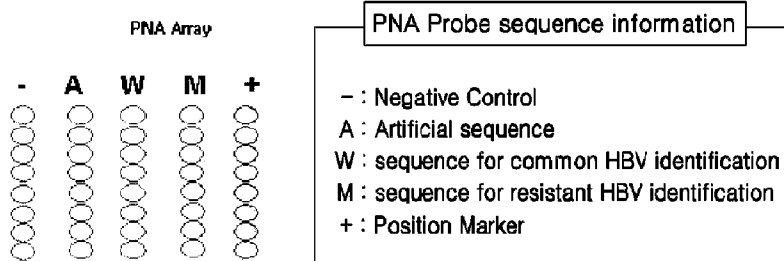 PNA Array
- A W M +
PNA Probe sequence information
- : Negative Control
A : Artificial sequence
W : sequence for common HBV identification
M : sequence for resistant HBV identification
+ : Position Marker